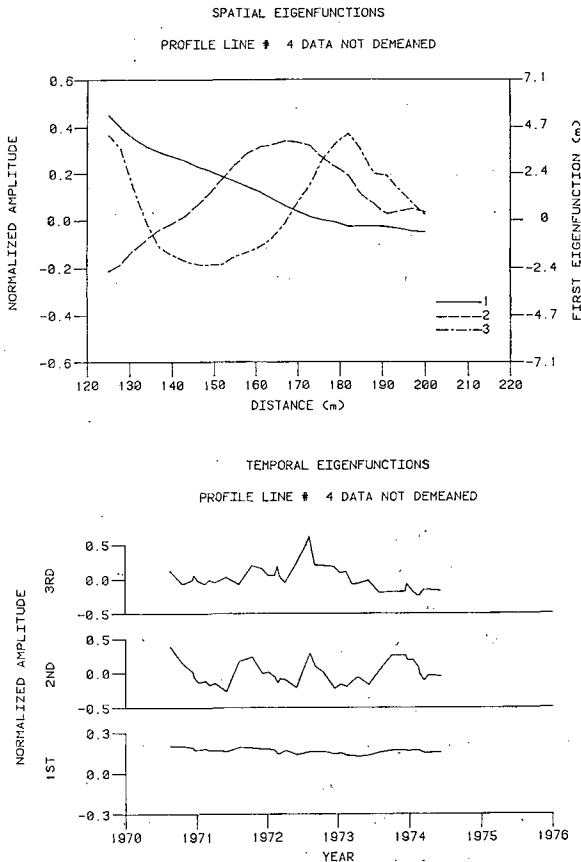 SPATIAL EIGENFUNCTIONS
PROFILE LINE # 4 DATA NOT DEMEANED
NORMALIZED AMPLITUDE
0.6
0.4
0.2
0.0
-0.2
-0.4
-0.6
7.1
4.7
2.4
0
-2.4
-4.7
-7.1
FIRST EIGENFUNCTION (m)
1
2
3
120 130 140 150 160 170 180 190 200 210 220
DISTANCE (m)
TEMPORAL EIGENFUNCTIONS
PROFILE LINE # 4 DATA NOT DEMEANED
NORMALIZED AMPLITUDE
3RD
0.5
0.0
-0.5
2ND
0.5
0.0
-0.5
1ST
0.3
0.0
-0.3
1970 1971 1972 1973 1974 1975 1976
YEAR